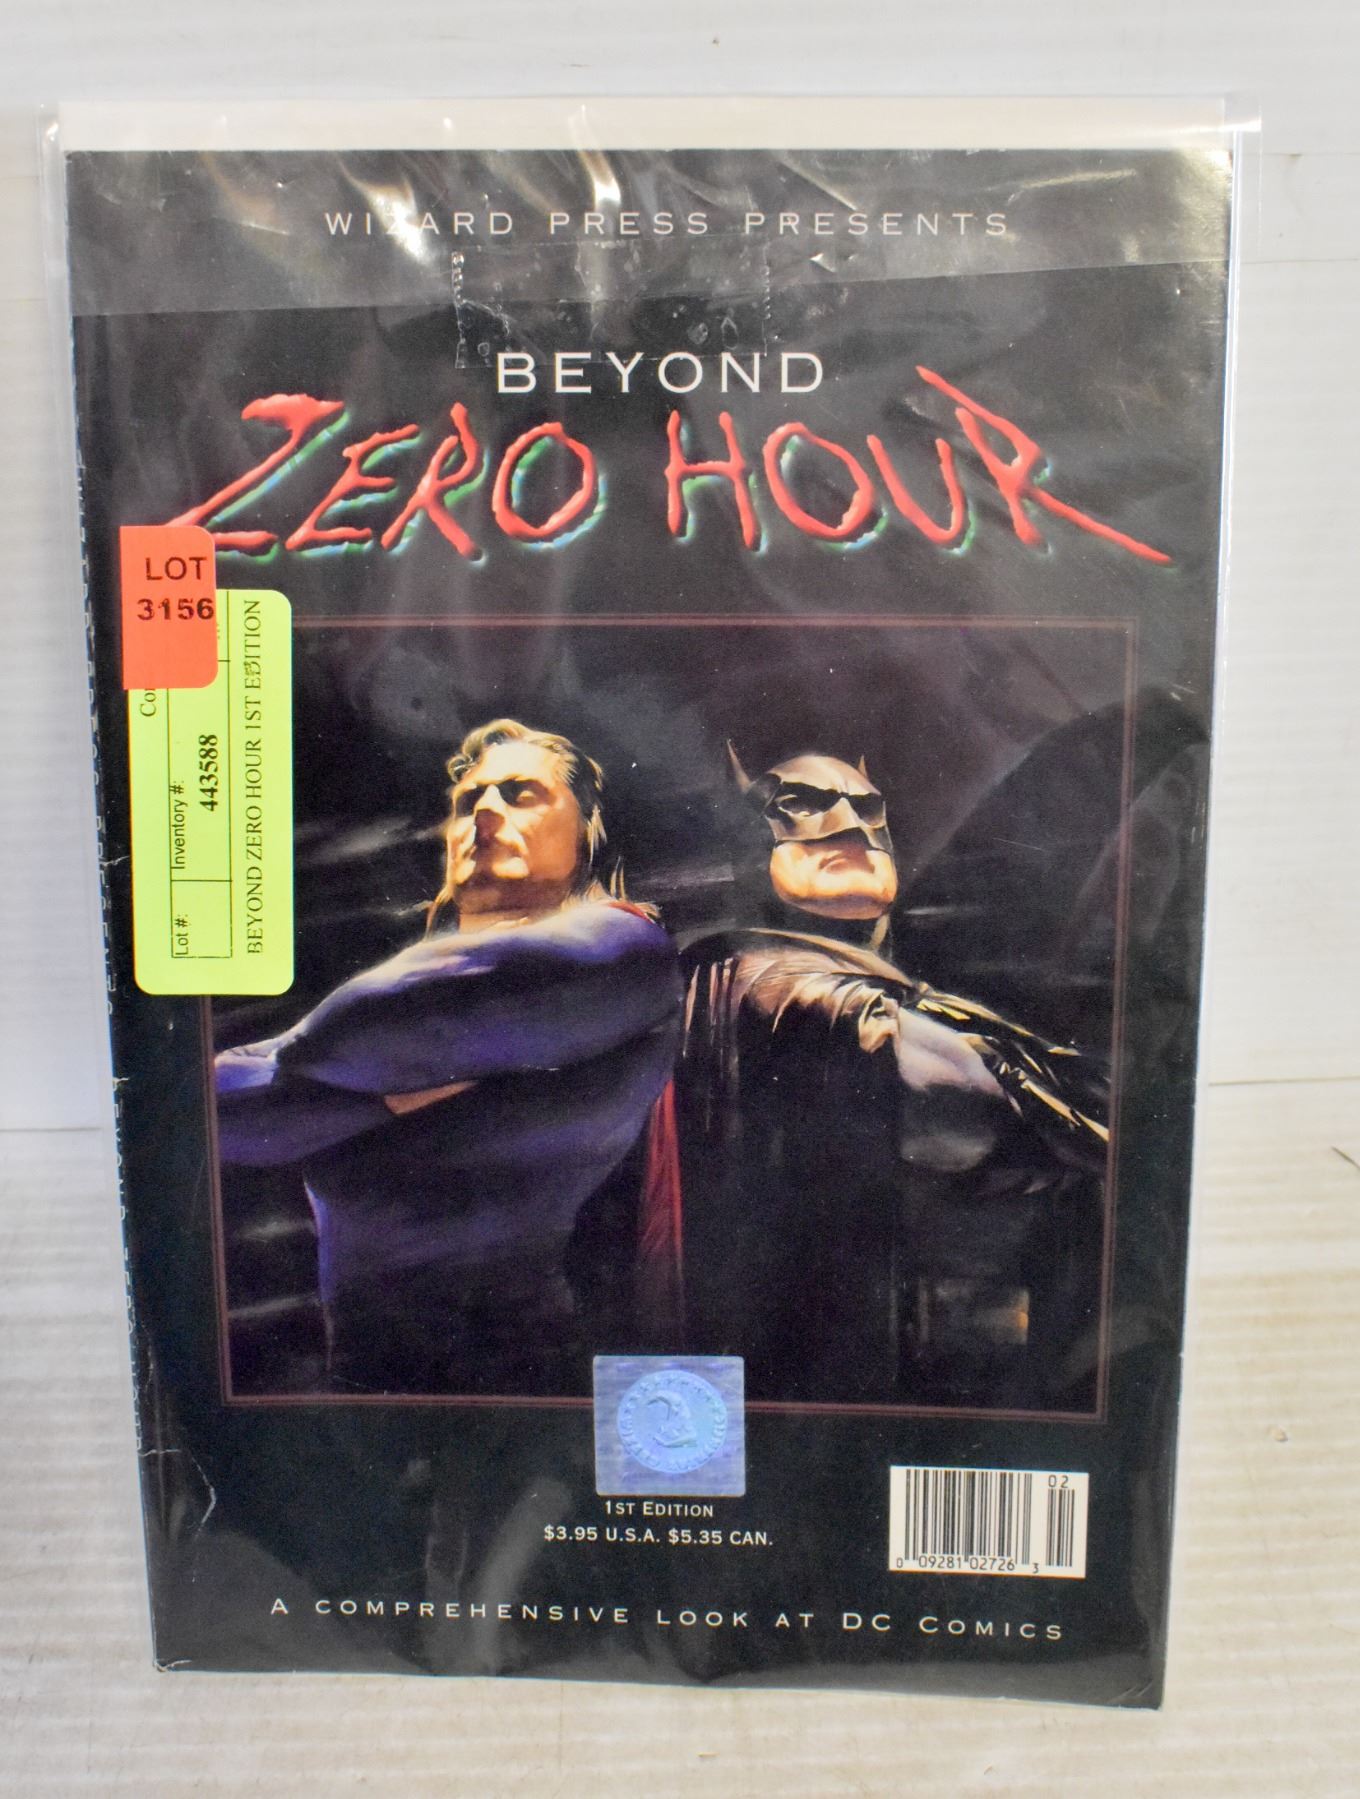 WIZARD PRESS PRESENTS
BEYOND
ZERO HOUR
LOT
3156
Lot #:
Inventory #:
443588
BEYOND ZERO HOUR 1ST EDITION
1ST EDITION
$3.95 U.S.A. $5.35 CAN.
02
0 09281 02726 3
A COMPREHENSIVE LOOK AT DC COMICS